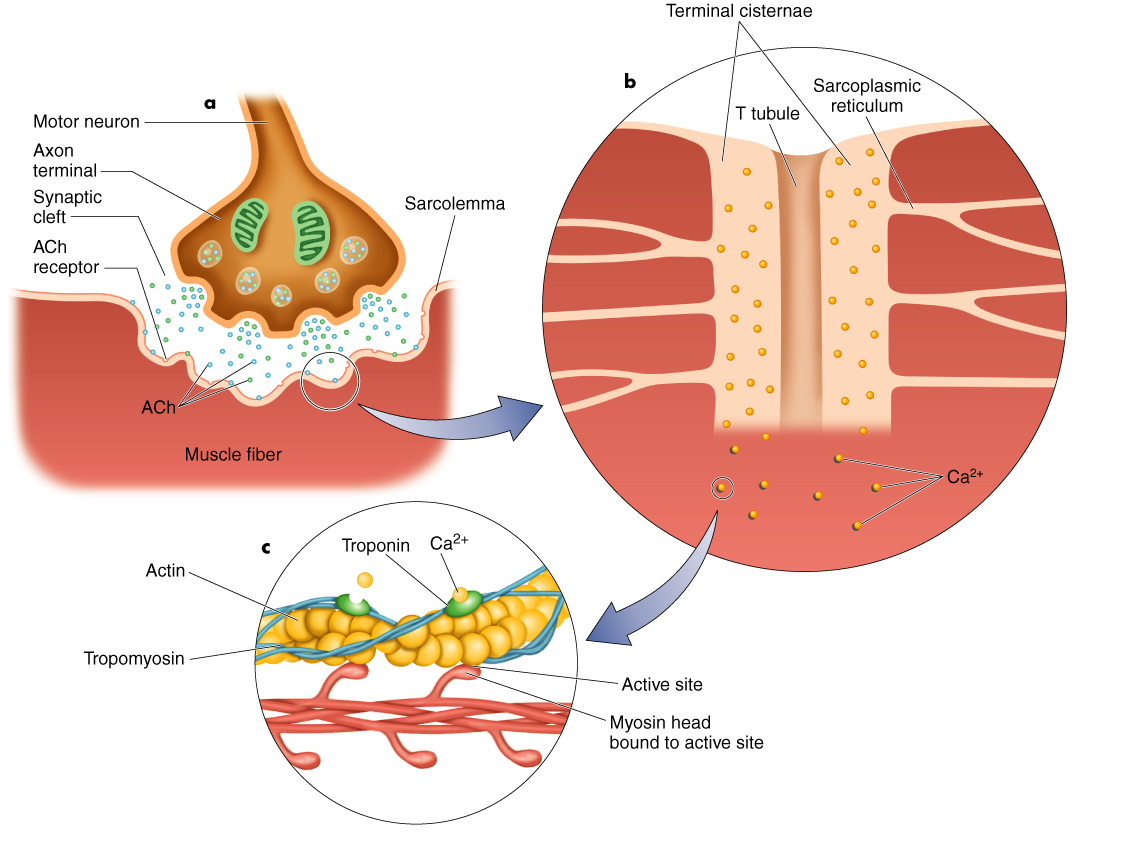 a
Motor neuron
Axon
terminal
Synaptic
cleft
ACh
receptor
Sarcolemma
ACh
Muscle fiber
Terminal cisternae
b
Sarcoplasmic
reticulum
T tubule
Ca²⁺
c
Troponin
Ca²⁺
Actin
Tropomyosin
Active site
Myosin head
bound to active site